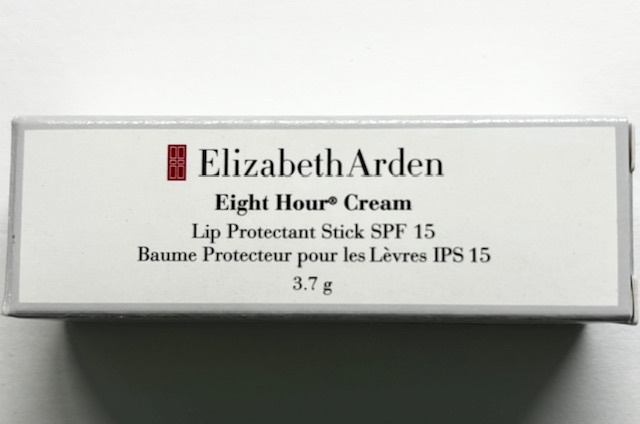 Elizabeth Arden
Eight Hour® Cream
Lip Protectant Stick SPF 15
Baume Protecteur pour les Lèvres IPS 15
3.7 g